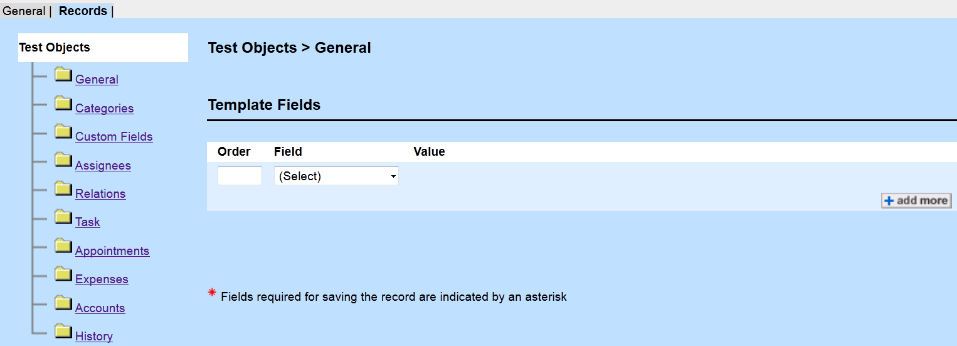 General | Records |
Test Objects
General
Categories
Custom Fields
Assignees
Relations
Task
Appointments
Expenses
Accounts
History
Test Objects > General
Template Fields
Order Field Value
(Select)
+ add more
* Fields required for saving the record are indicated by an asterisk